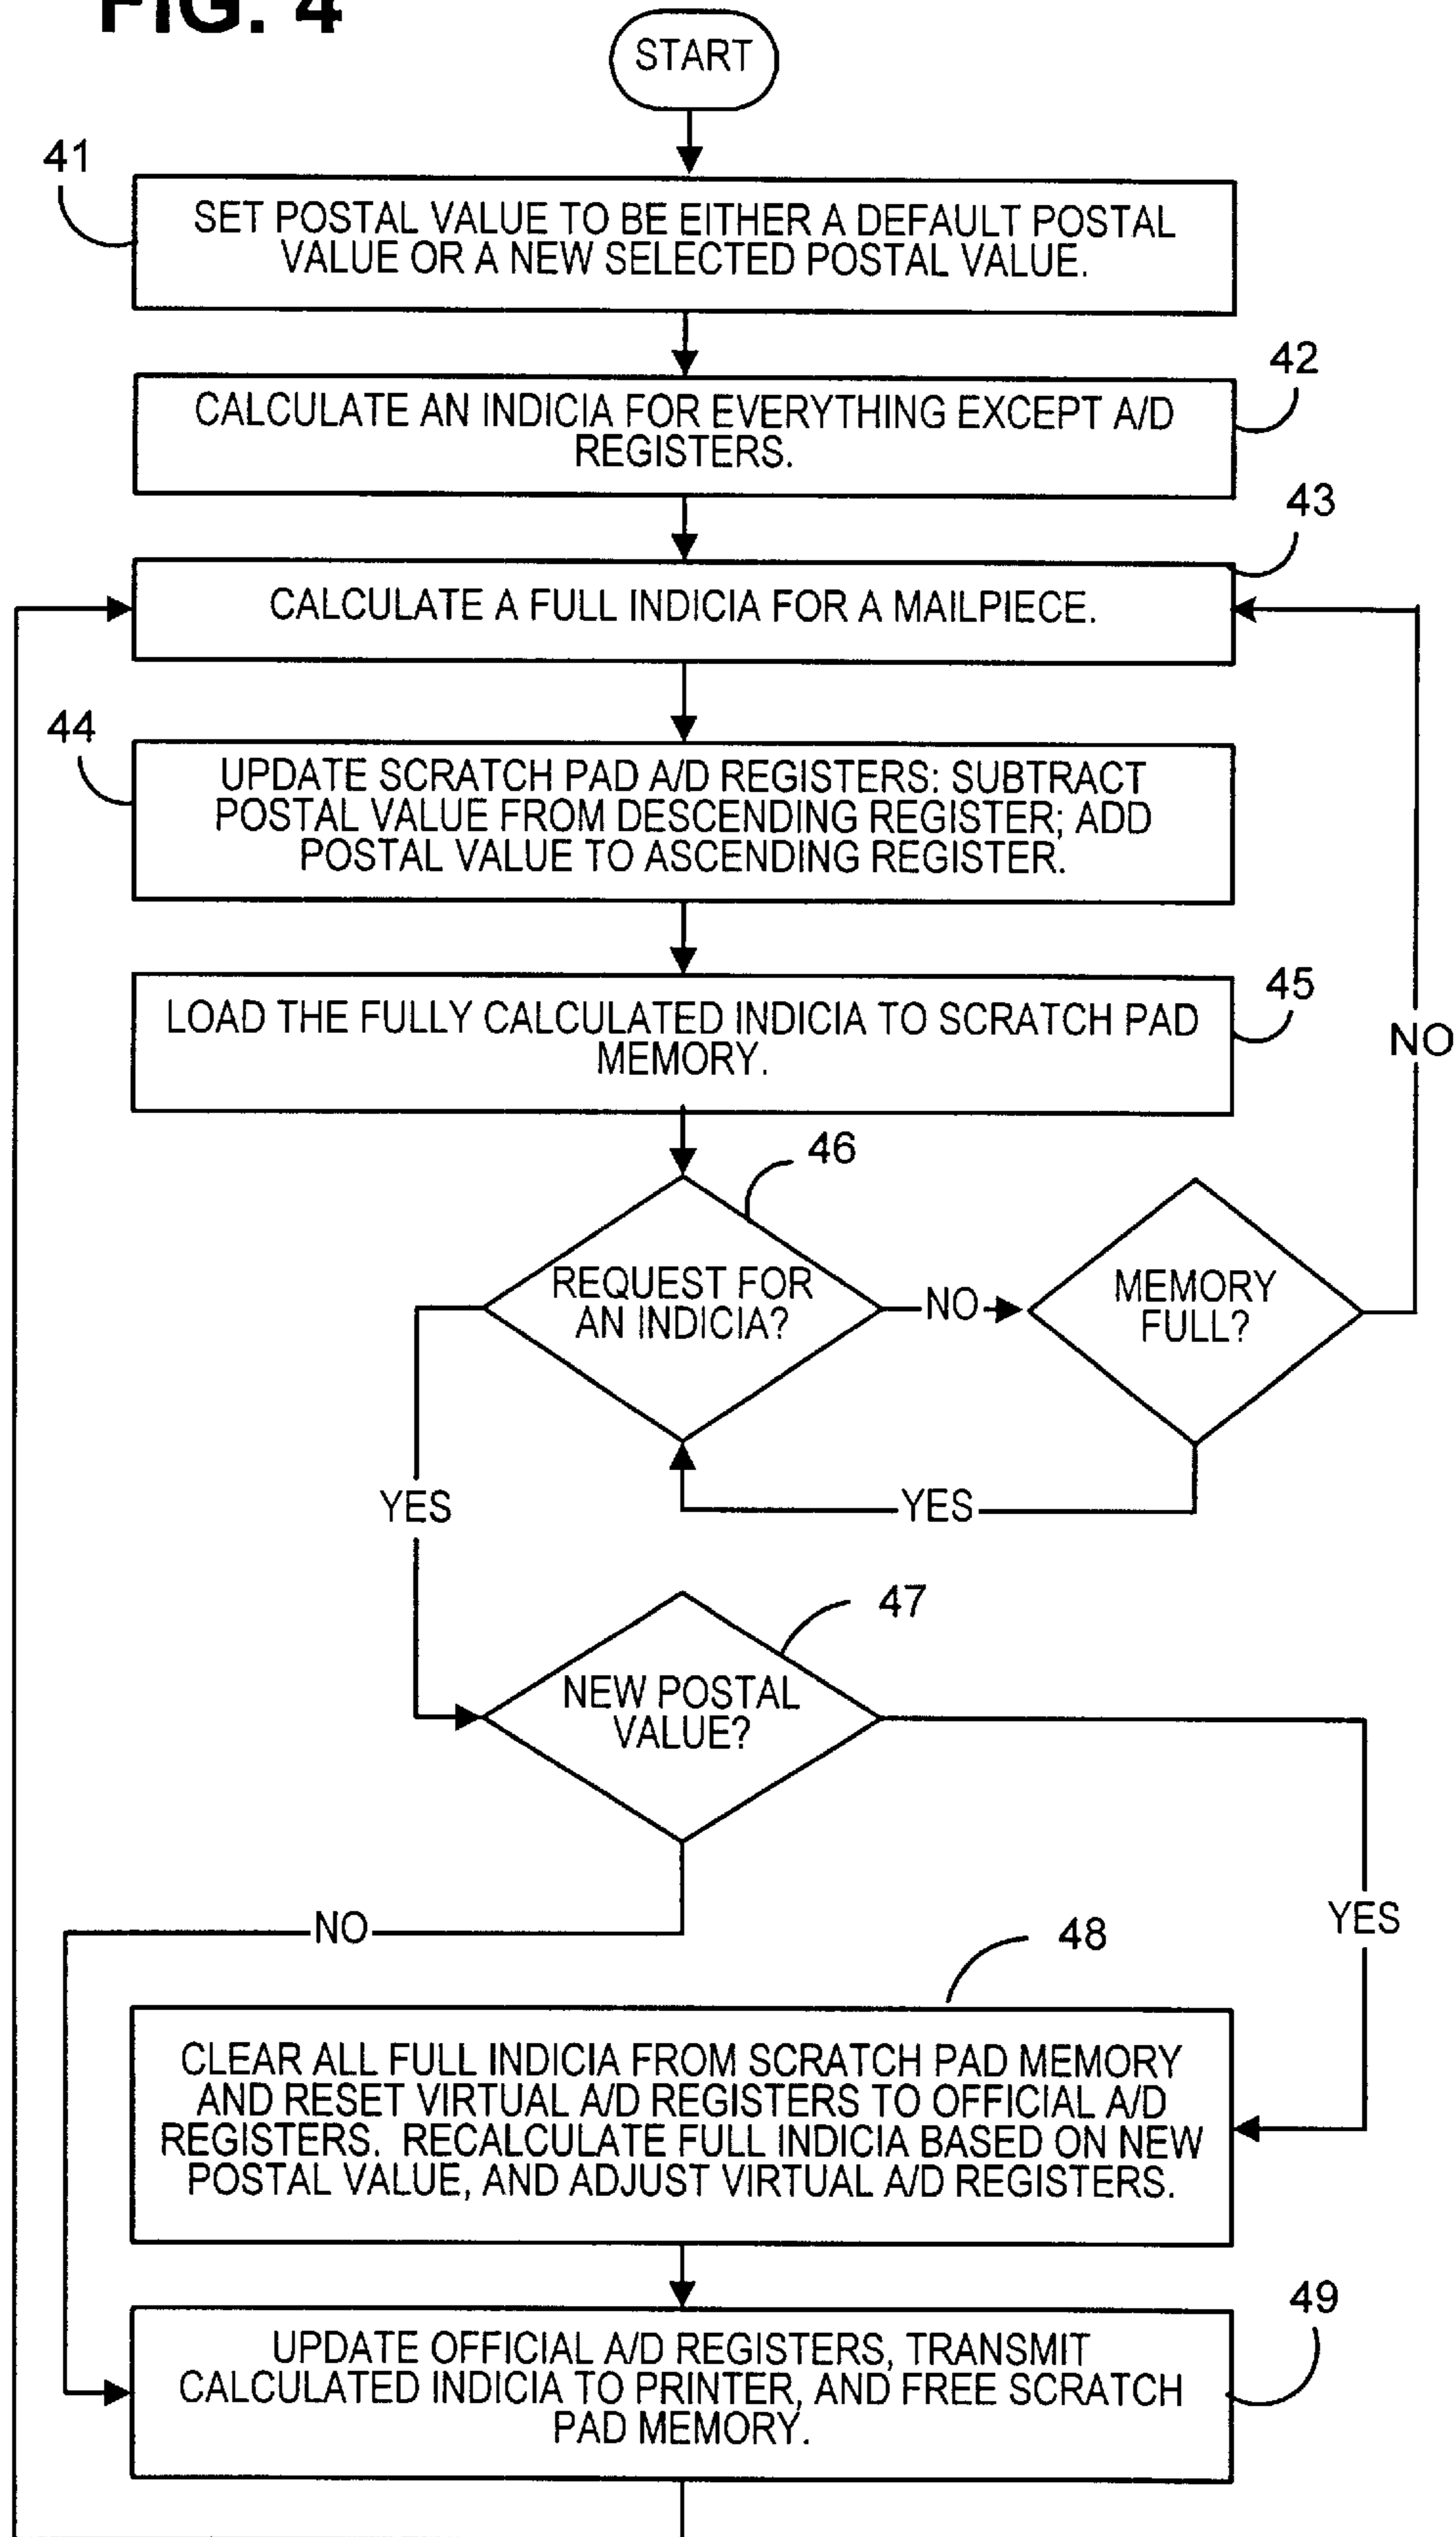 FIG. 4
START
41
SET POSTAL VALUE TO BE EITHER A DEFAULT POSTAL
VALUE OR A NEW SELECTED POSTAL VALUE.
42
CALCULATE AN INDICIA FOR EVERYTHING EXCEPT A/D
REGISTERS.
43
CALCULATE A FULL INDICIA FOR A MAILPIECE.
44
UPDATE SCRATCH PAD A/D REGISTERS: SUBTRACT
POSTAL VALUE FROM DESCENDING REGISTER; ADD
POSTAL VALUE TO ASCENDING REGISTER.
45
LOAD THE FULLY CALCULATED INDICIA TO SCRATCH PAD
MEMORY.
NO
46
REQUEST FOR
AN INDICIA?
NO
MEMORY
FULL?
YES
YES
47
NEW POSTAL
VALUE?
NO
YES
48
CLEAR ALL FULL INDICIA FROM SCRATCH PAD MEMORY
AND RESET VIRTUAL A/D REGISTERS TO OFFICIAL A/D
REGISTERS. RECALCULATE FULL INDICIA BASED ON NEW
POSTAL VALUE, AND ADJUST VIRTUAL A/D REGISTERS.
49
UPDATE OFFICIAL A/D REGISTERS, TRANSMIT
CALCULATED INDICIA TO PRINTER, AND FREE SCRATCH
PAD MEMORY.